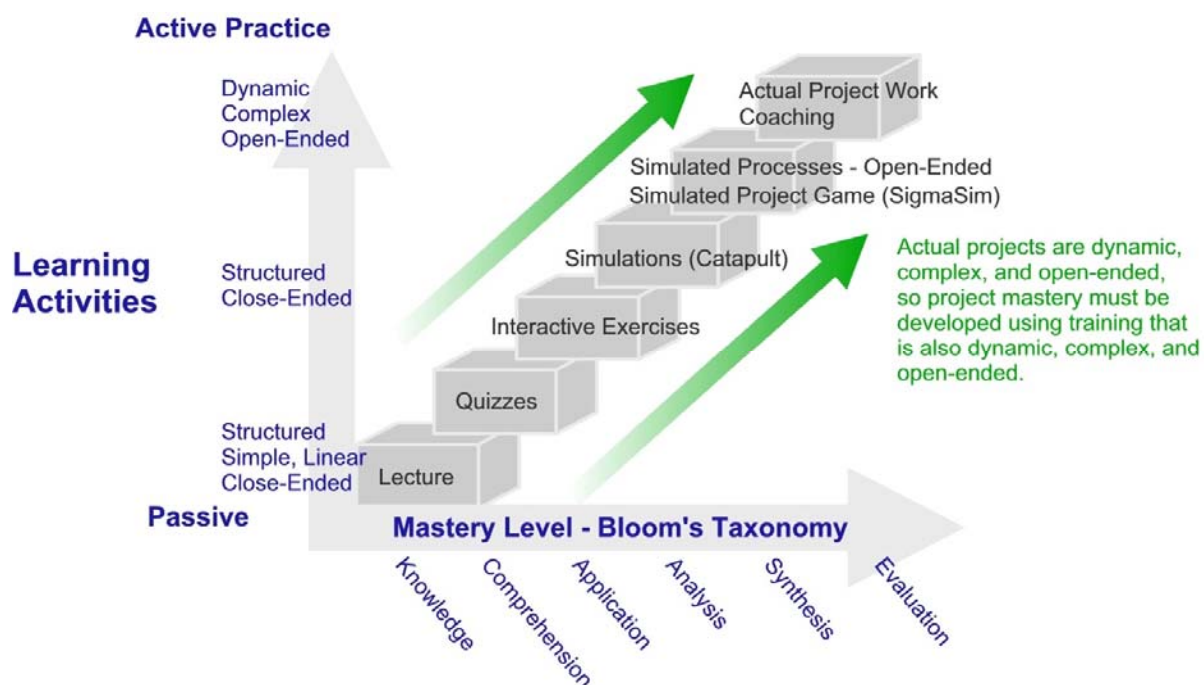 Active Practice
Dynamic
Complex
Open-Ended
Actual Project Work
Coaching
Simulated Processes - Open-Ended
Simulated Project Game (SigmaSim)
Learning
Activities
Structured
Close-Ended
Simulations (Catapult)
Actual projects are dynamic,
complex, and open-ended,
so project mastery must be
developed using training that
is also dynamic, complex, and
open-ended.
Interactive Exercises
Quizzes
Structured
Simple, Linear
Close-Ended
Lecture
Passive
Mastery Level - Bloom's Taxonomy
Knowledge
Comprehension
Application
Analysis
Synthesis
Evaluation